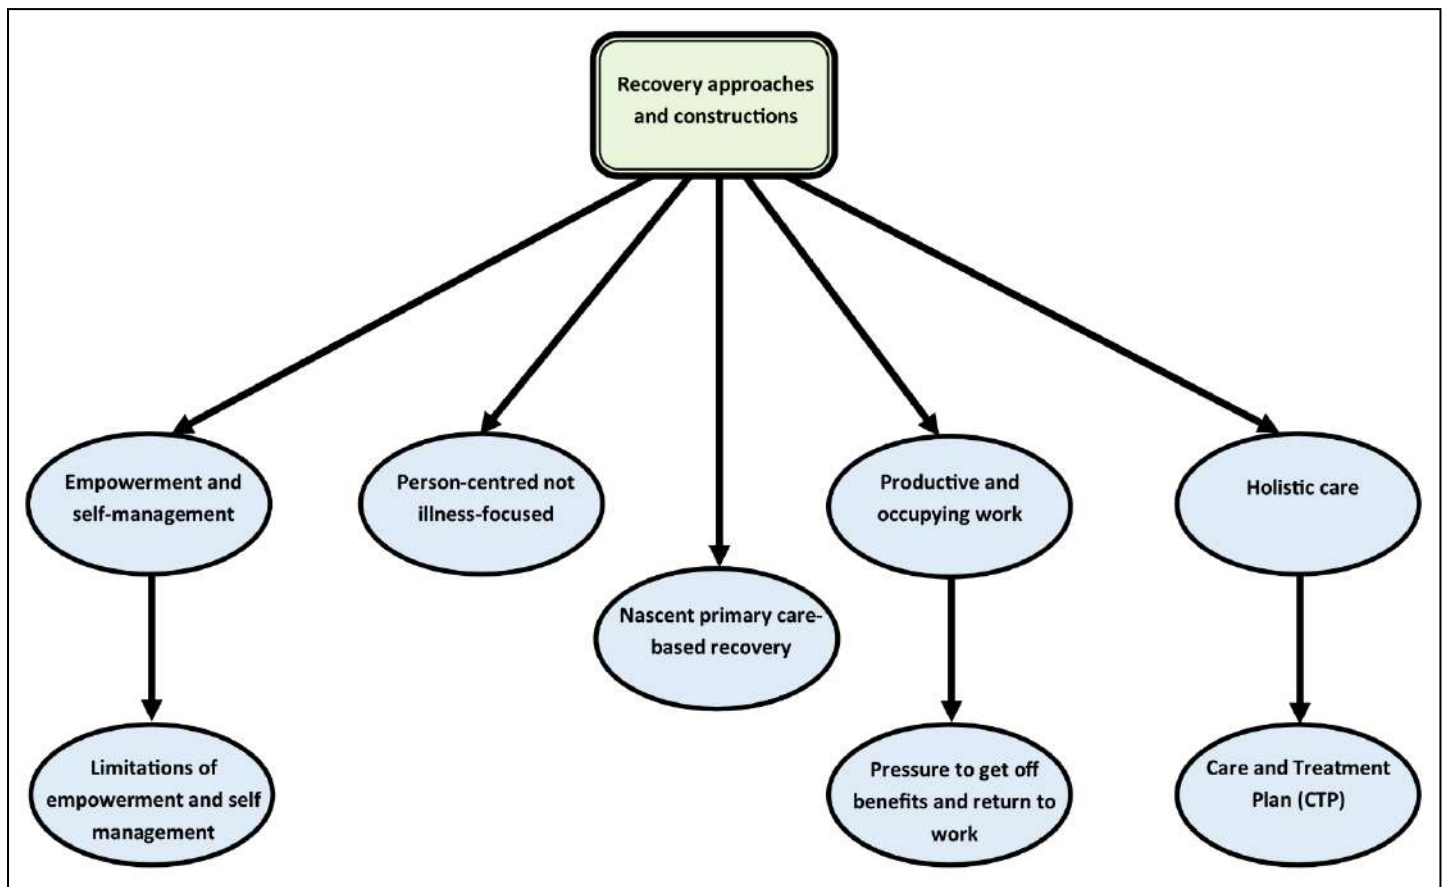 Recovery approaches
and constructions
Empowerment and
self-management
Person-centred not
illness-focused
Nascent primary care-
based recovery
Productive and
occupying work
Holistic care
Limitations of
empowerment and self
management
Pressure to get off
benefits and return to
work
Care and Treatment
Plan (CTP)